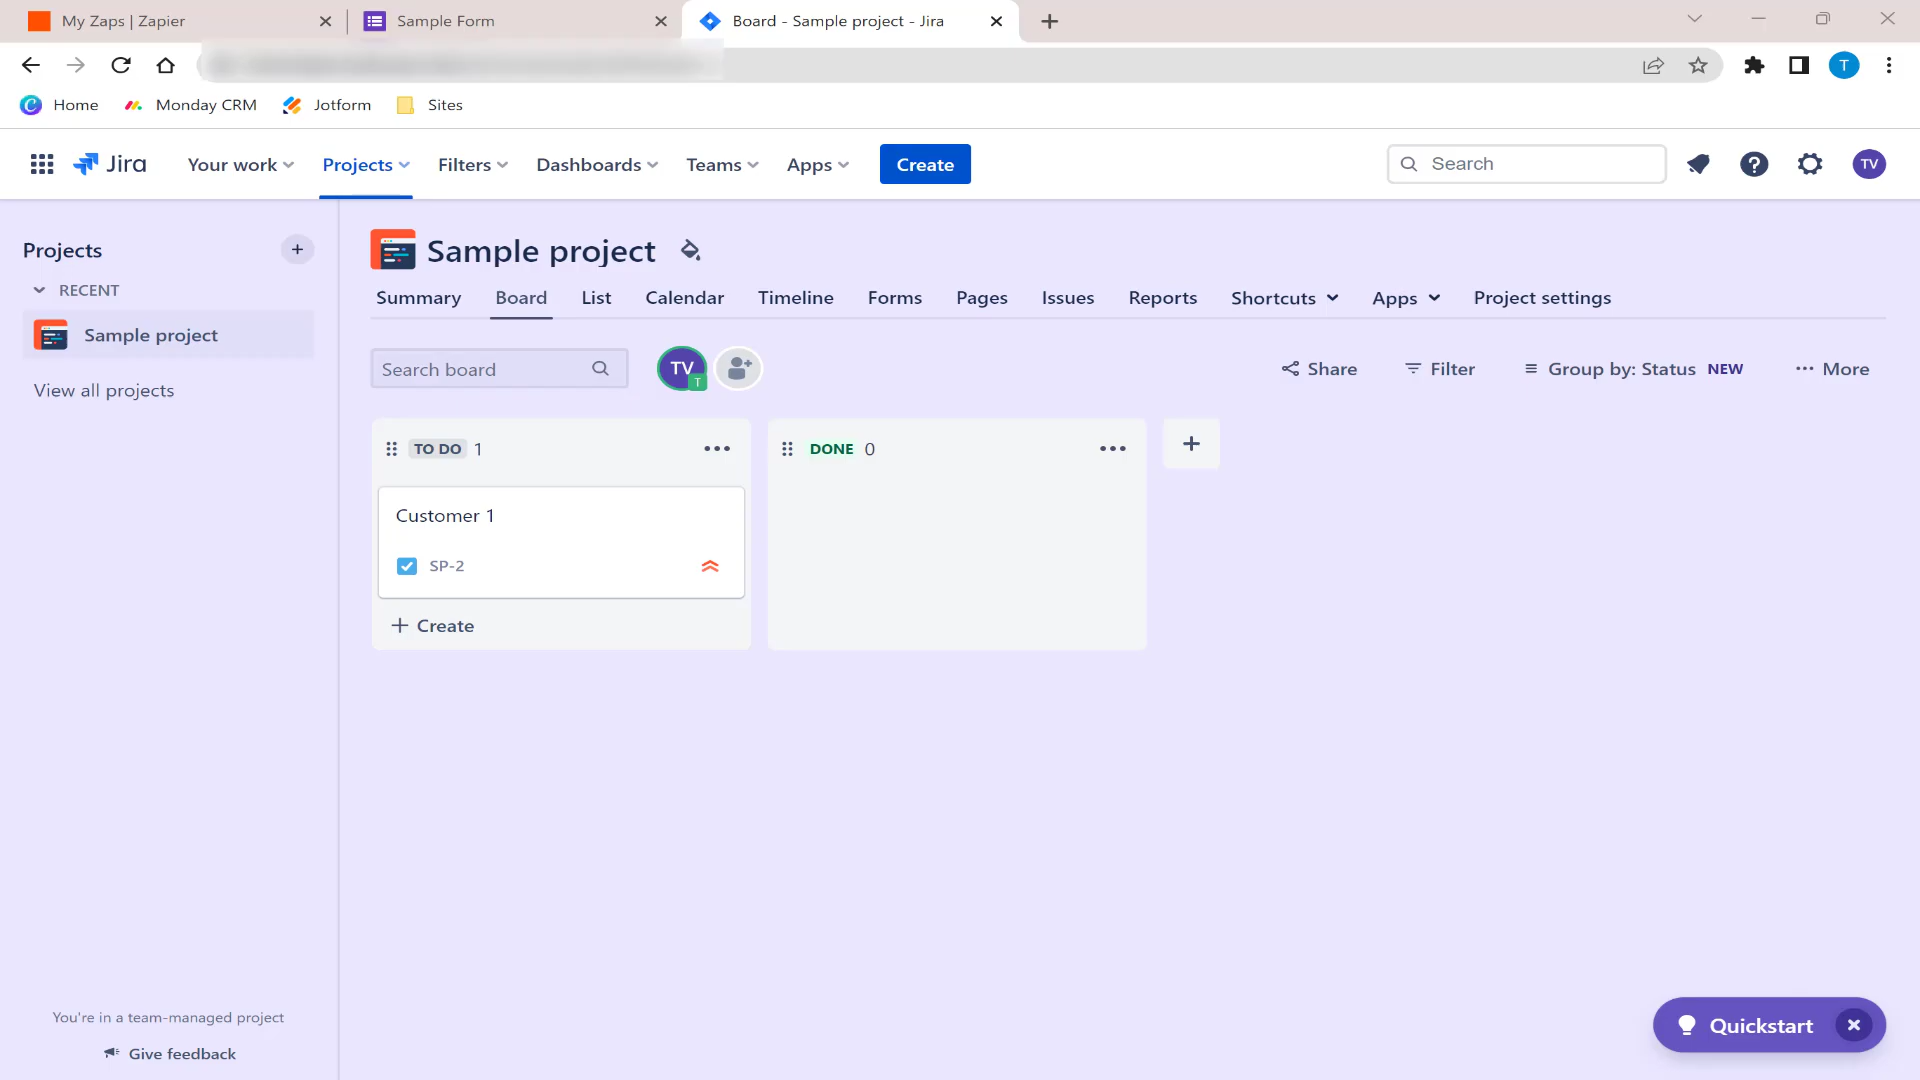 My Zaps | Zapier
Sample Form
Board - Sample project - Jira
T
Home
Monday CRM
Jotform
Sites
Jira
Your work
Projects
Filters
Dashboards
Teams
Apps
Create
Search
TV
Projects
RECENT
Sample project
View all projects
Sample project
Summary
Board
List
Calendar
Timeline
Forms
Pages
Issues
Reports
Shortcuts
Apps
Project settings
Search board
TV
T
Share
Filter
Group by: Status NEW
More
TO DO 1
DONE 0
Customer 1
SP-2
Create
You're in a team-managed project
Give feedback
Quickstart